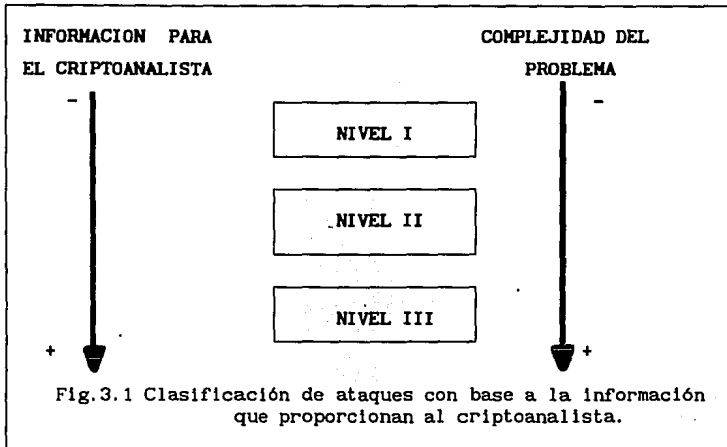 INFORMACION PARA
EL CRIPTOANALISTA
COMPLEJIDAD DEL
PROBLEMA
- -
NIVEL I
NIVEL II
NIVEL III
+ +
Fig.3.1 Clasificación de ataques con base a la información
que proporcionan al criptoanalista.